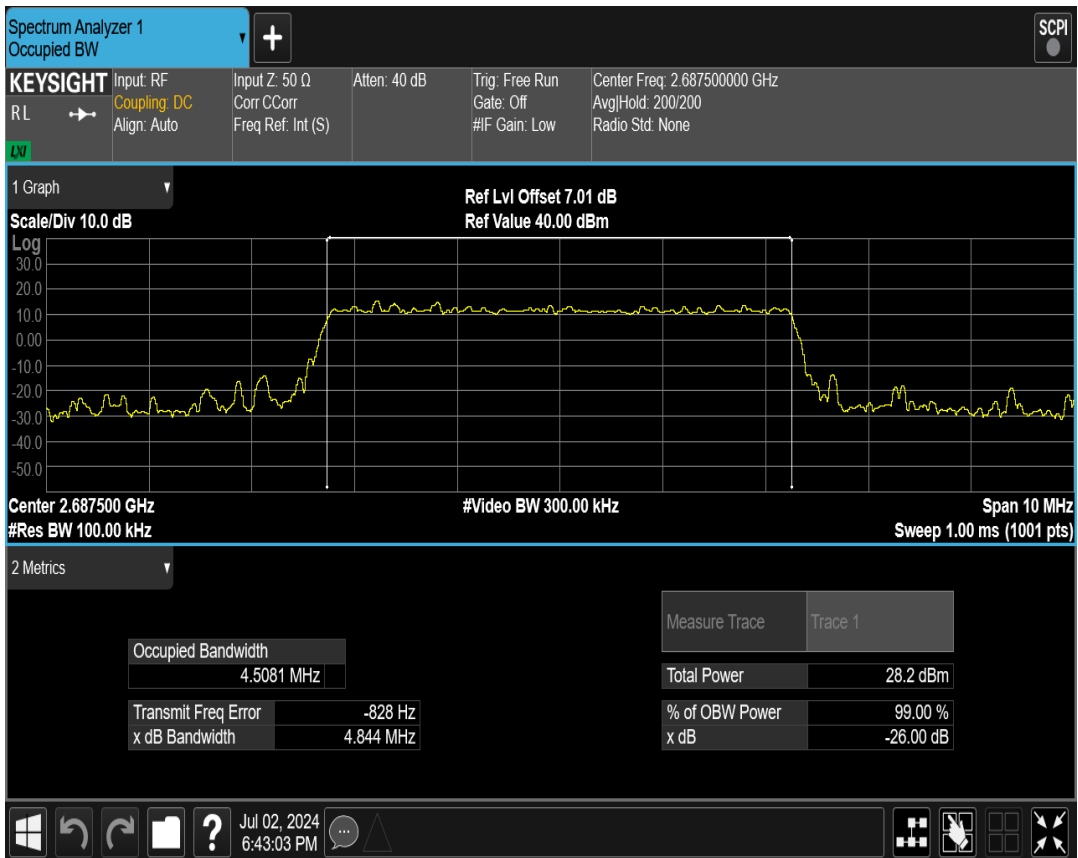 Spectrum Analyzer 1
Occupied BW
+
SCPI
KEYSIGHT
RL
LXI
Input: RF
Coupling: DC
Align: Auto
Input Z: 50 Ω
Corr CCorr
Freq Ref: Int (S)
Atten: 40 dB
Trig: Free Run
Gate: Off
#IF Gain: Low
Center Freq: 2.687500000 GHz
Avg|Hold: 200/200
Radio Std: None
1 Graph
Scale/Div 10.0 dB
Ref Lvl Offset 7.01 dB
Ref Value 40.00 dBm
Log
30.0
20.0
10.0
0.00
-10.0
-20.0
-30.0
-40.0
-50.0
Center 2.687500 GHz
#Video BW 300.00 kHz
Span 10 MHz
#Res BW 100.00 kHz
Sweep 1.00 ms (1001 pts)
2 Metrics
Measure Trace
Trace 1
Occupied Bandwidth
4.5081 MHz
Total Power
28.2 dBm
Transmit Freq Error
-828 Hz
% of OBW Power
99.00 %
x dB Bandwidth
4.844 MHz
x dB
-26.00 dB
?
Jul 02, 2024
6:43:03 PM